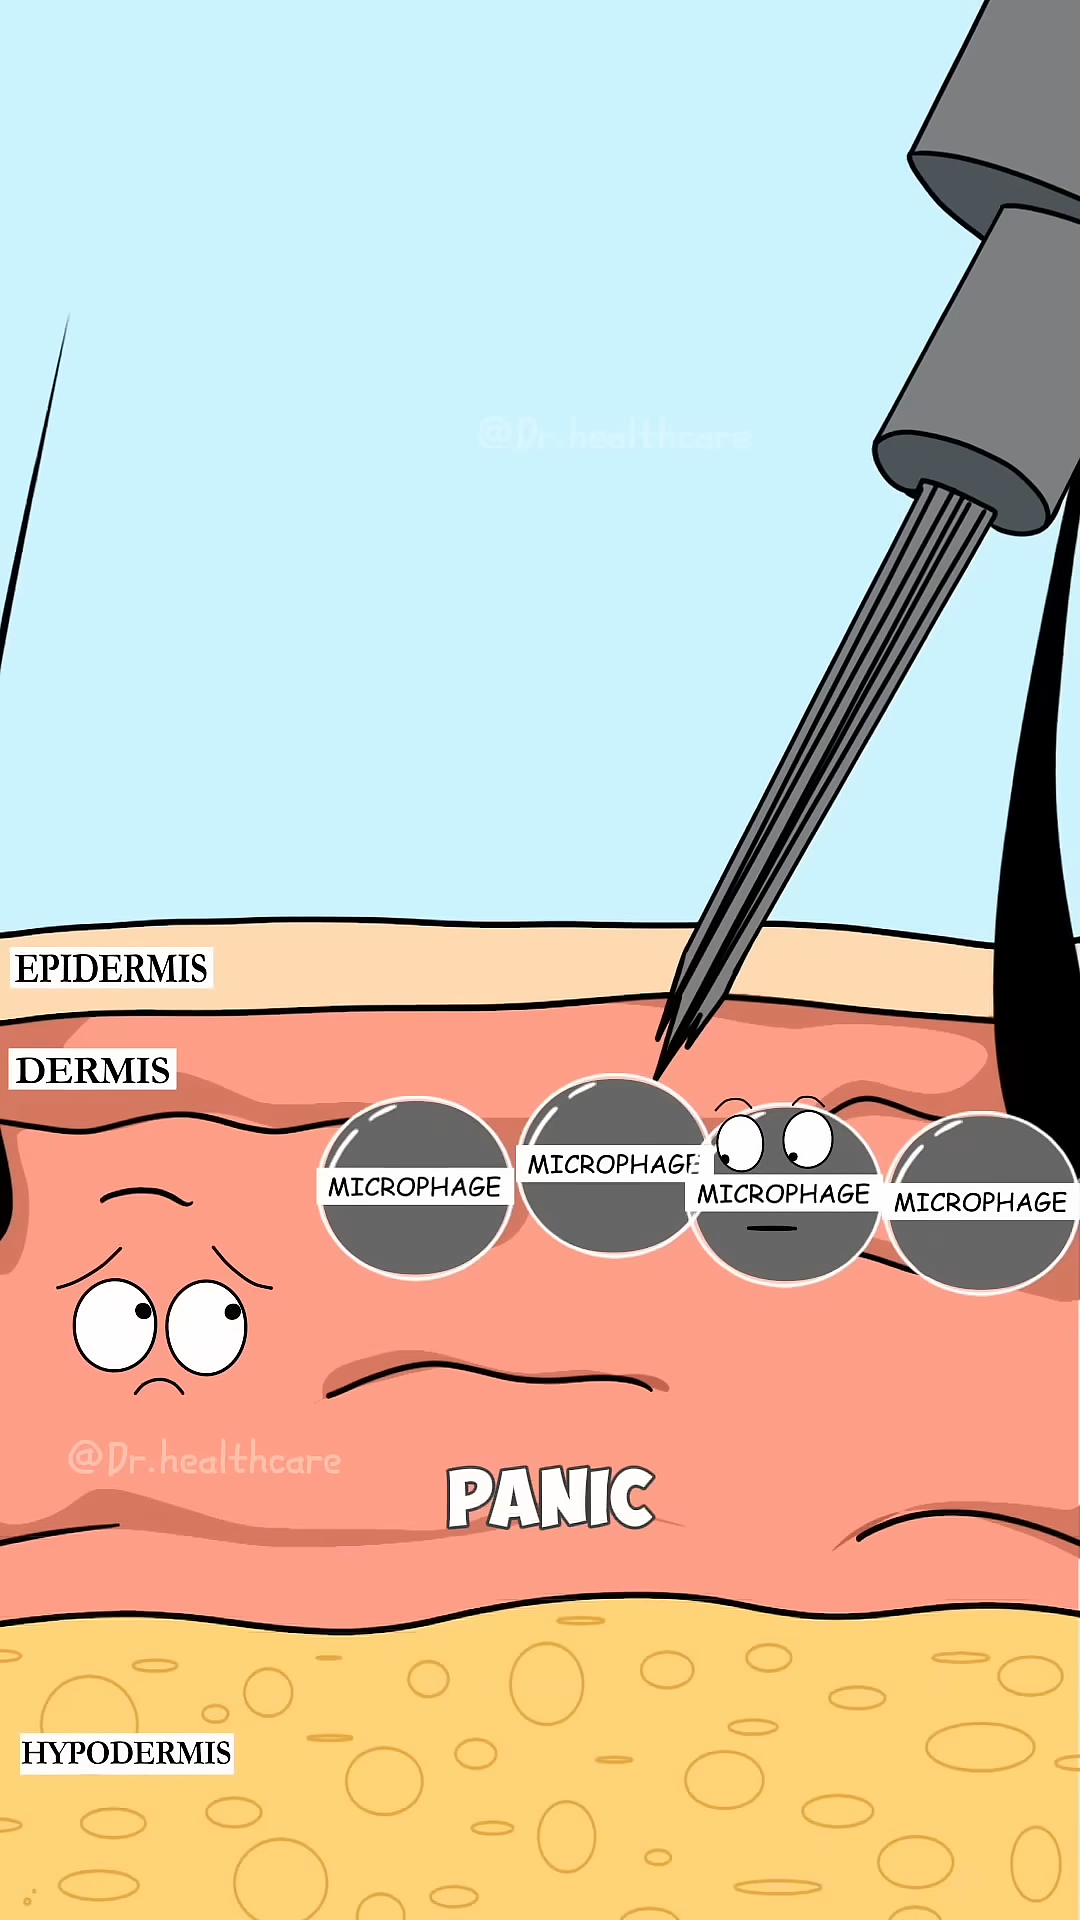 @Dr.healthcare
EPIDERMIS
DERMIS
MICROPHAGE
MICROPHAGE
MICROPHAGE
MICROPHAGE
@Dr.healthcare
PANIC
HYPODERMIS